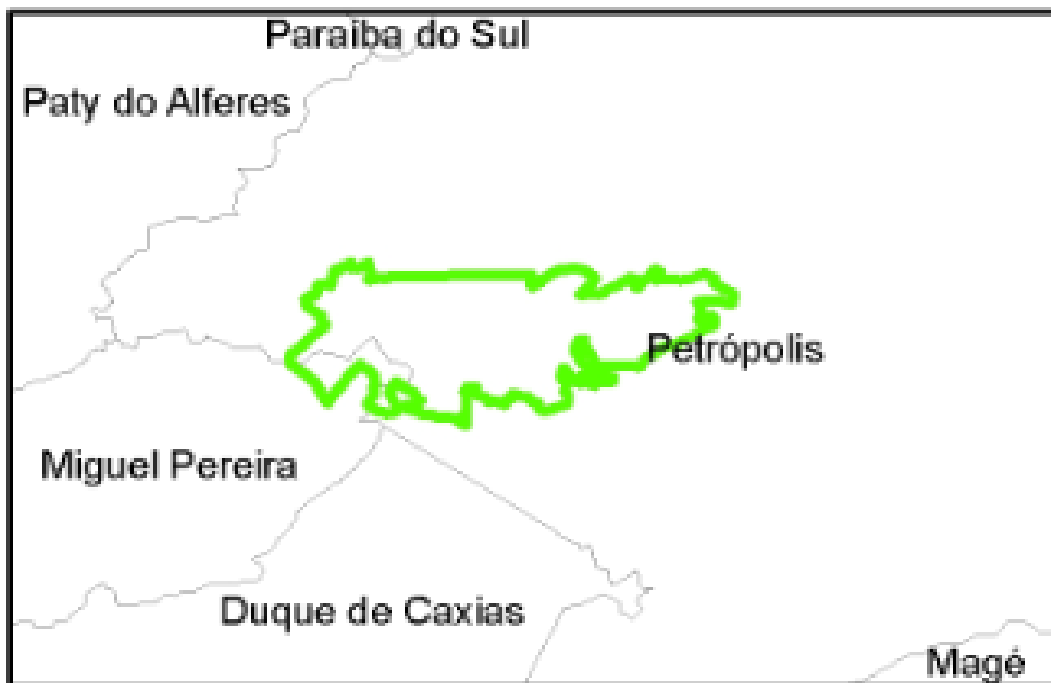 Paraíba do Sul
Paty do Alferes
Petrópolis
Miguel Pereira
Duque de Caxias
Magé